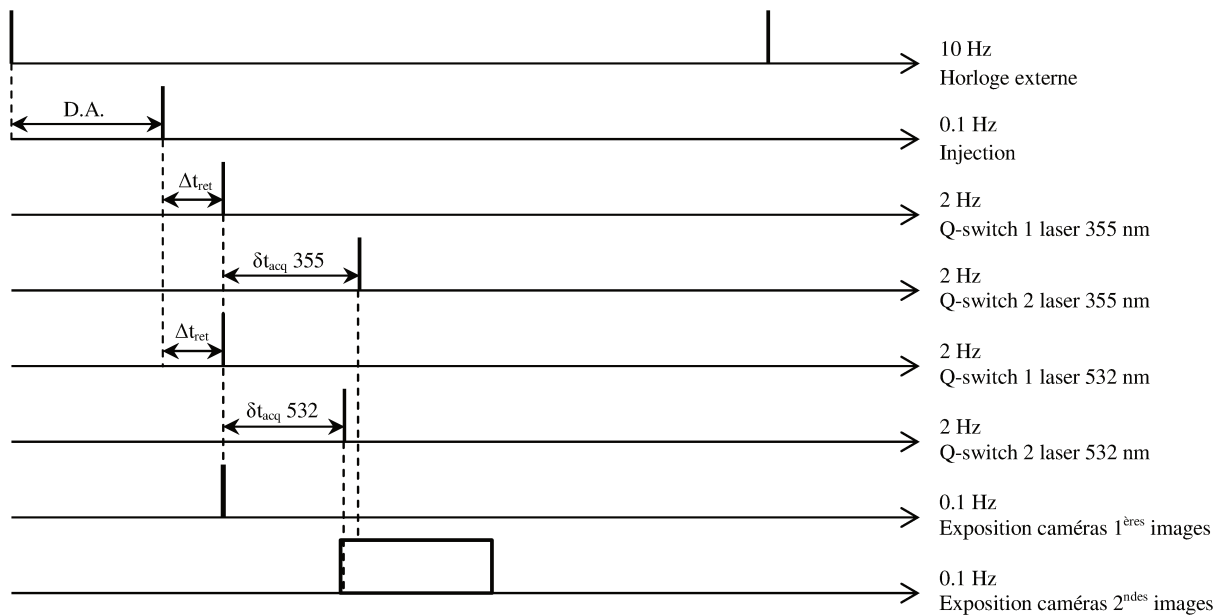 10 Hz
Horloge externe
D.A.
0.1 Hz
Injection
Δtret
2 Hz
Q-switch 1 laser 355 nm
δtacq 355
2 Hz
Q-switch 2 laser 355 nm
Δtret
2 Hz
Q-switch 1 laser 532 nm
δtacq 532
2 Hz
Q-switch 2 laser 532 nm
0.1 Hz
Exposition caméras 1ères images
0.1 Hz
Exposition caméras 2ndes images